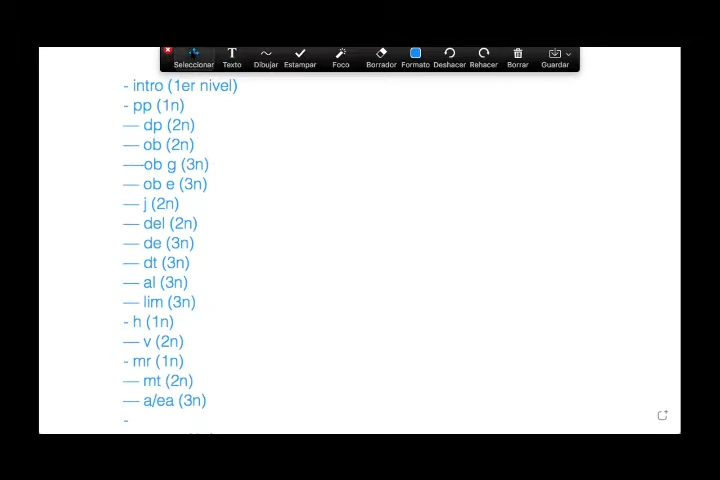 Seleccionar Texto Dibujar Estampar Foco Borrador Formato Deshacer Rehacer Borrar Guardar
- intro (1er nivel)
- pp (1n)
— dp (2n)
— ob (2n)
—-ob g (3n)
— ob e (3n)
— j (2n)
— del (2n)
— de (3n)
— dt (3n)
— al (3n)
— lim (3n)
- h (1n)
— v (2n)
- mr (1n)
— mt (2n)
— a/ea (3n)
-